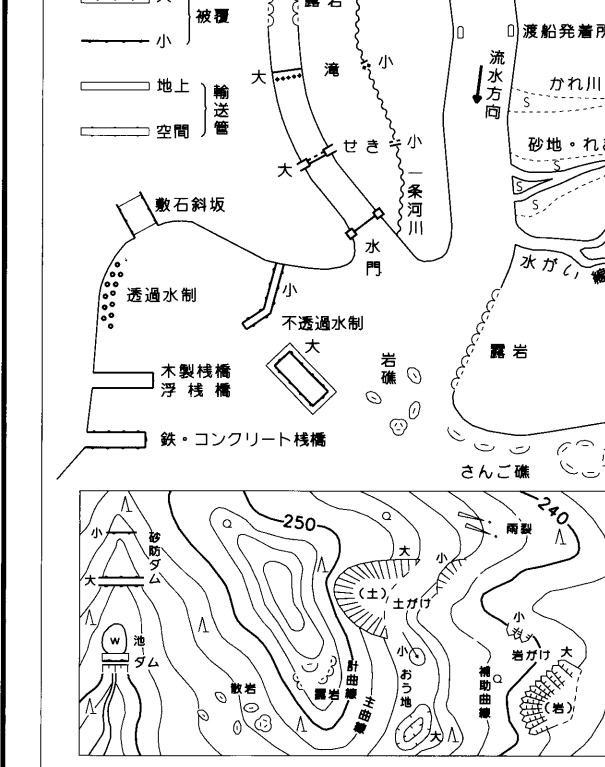 被覆
小
地上
空間
輸送管
露岩
大
滝
小
せき
小
大
一条河川
水門
渡船発着所
流水方向
かれ川
S
砂地・れき
S
S
S
敷石斜坂
透過水制
小
不透過水制
大
水がい
露岩
岩礁
木製桟橋
浮桟橋
鉄・コンクリート桟橋
さんご礁
250
240
雨裂
小
砂防ダム
大
W
池
ダム
大
(土)
土がけ
小
小
岩がけ
大
(岩)
小
おう地
大
散岩
露岩
計曲線
主曲線
補助曲線